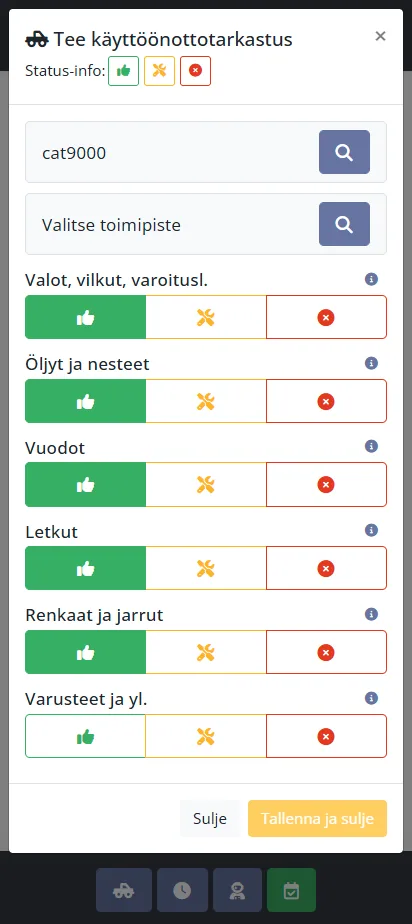 Tee käyttöönottotarkastus
Status-info:
cat9000
Valitse toimipiste
Valot, vilkut, varoitusl.
Öljyt ja nesteet
Vuodot
Letkut
Renkaat ja jarrut
Varusteet ja yl.
Sulje
Tallenna ja sulje